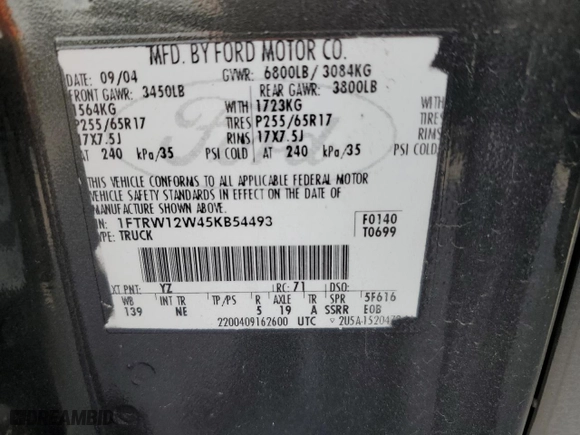 MFD. BY FORD MOTOR CO.
DATE: 09/04 GVWR: 6800LB/ 3084KG
FRONT GAWR: 3450LB REAR GAWR: 3800LB
1564KG WITH 1723KG WITH
P255/65R17 TIRES P255/65R17 TIRES
17X7.5J RIMS 17X7.5J RIMS
AT 240 kPa/35 PSI COLD AT 240 kPa/35 PSI COLD
THIS VEHICLE CONFORMS TO ALL APPLICABLE FEDERAL MOTOR
VEHICLE SAFETY STANDARDS IN EFFECT ON THE DATE OF
MANUFACTURE SHOWN ABOVE.
1FTRW12W45KB54493 F0140
TYPE: TRUCK T0699
EXT PNT: YZ RC: 71 DSO:
WB INT TR TP/PS R AXLE TR SPR 5F616
139 NE 5 19 A SSRR EOB
2200409162600 UTC
Ford
DREAMBID